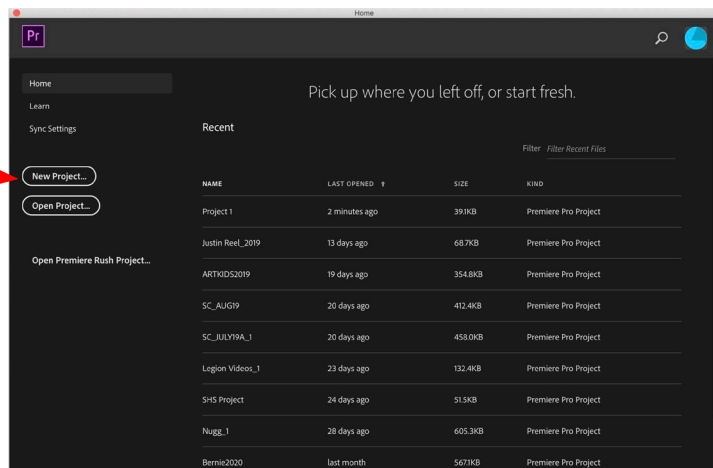 Home
Pr
Home
Learn
Sync Settings
New Project...
Open Project...
Open Premiere Rush Project...
Pick up where you left off, or start fresh.
Recent
Filter Filter Recent Files
NAME LAST OPENED ↑ SIZE KIND
Project 1 2 minutes ago 39.1KB Premiere Pro Project
Justin Reel_2019 13 days ago 68.7KB Premiere Pro Project
ARTKIDS2019 19 days ago 354.8KB Premiere Pro Project
SC_AUG19 20 days ago 412.4KB Premiere Pro Project
SC_JULY19A_1 20 days ago 458.0KB Premiere Pro Project
Legion Videos_1 23 days ago 132.4KB Premiere Pro Project
SHS Project 24 days ago 51.5KB Premiere Pro Project
Nugg_1 28 days ago 605.3KB Premiere Pro Project
Bernie2020 last month 567.1KB Premiere Pro Project